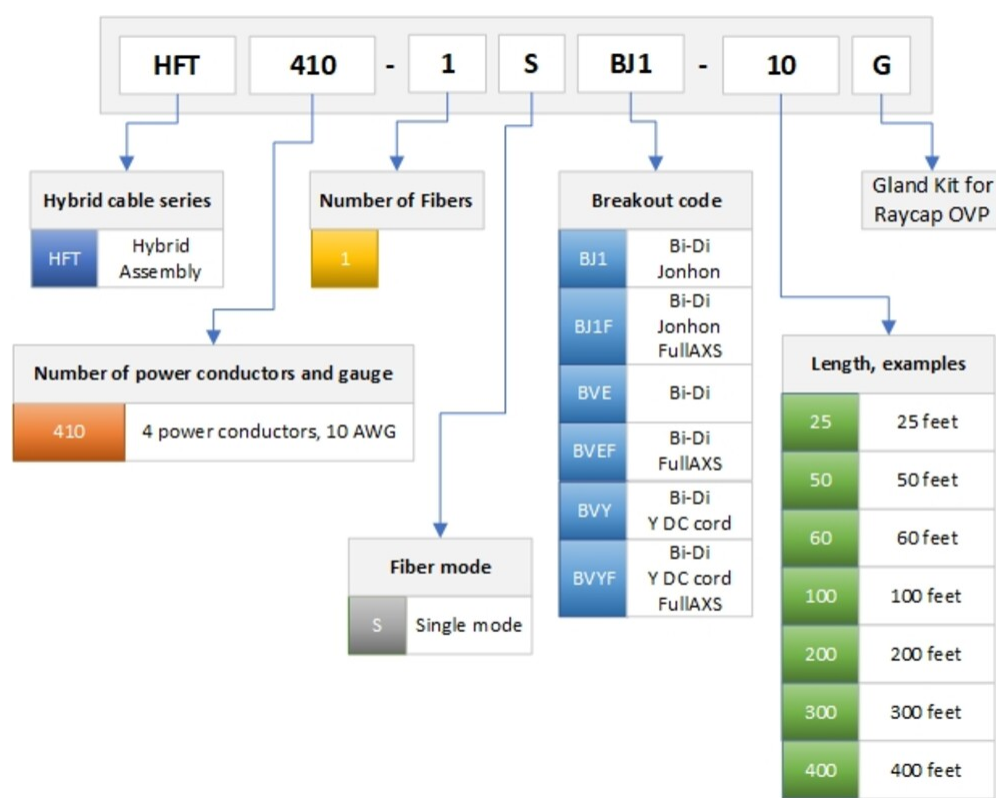 HFT 410 - 1 S BJ1 - 10 G
Hybrid cable series
HFT Hybrid
Assembly
Number of Fibers
1
Breakout code
BJ1 Bi-Di
Jonhon
BJ1F Bi-Di
Jonhon
FullAXS
BVE Bi-Di
BVEF Bi-Di
FullAXS
BVY Bi-Di
Y DC cord
BVYF Bi-Di
Y DC cord
FullAXS
Gland Kit for
Raycap OVP
Number of power conductors and gauge
410 4 power conductors, 10 AWG
Fiber mode
S Single mode
Length, examples
25 25 feet
50 50 feet
60 60 feet
100 100 feet
200 200 feet
300 300 feet
400 400 feet